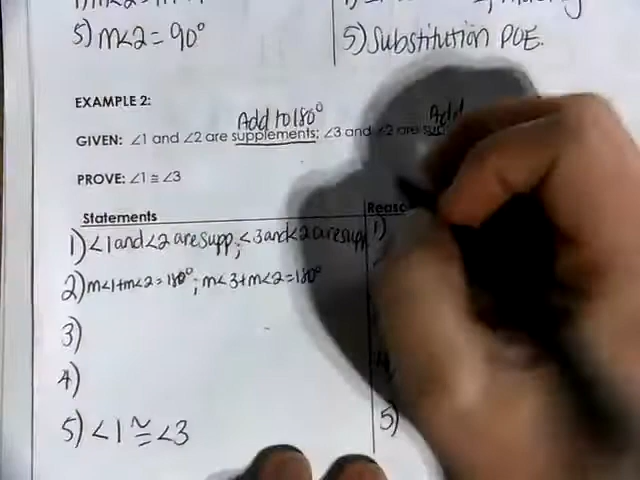 5) m<2 = 90°
5) Substitution POE.
EXAMPLE 2:
Add to 180° Add
GIVEN: ∠1 and ∠2 are supplements; ∠3 and ∠2 are
PROVE: ∠1 ≅ ∠3
Statements
1) <1 and <2 are supp; <3 and <2 are supp 1)
2) m<1+m<2 = 180°; m<3+m<2=180°
3)
4)
5) <1 ≅ <3 5)